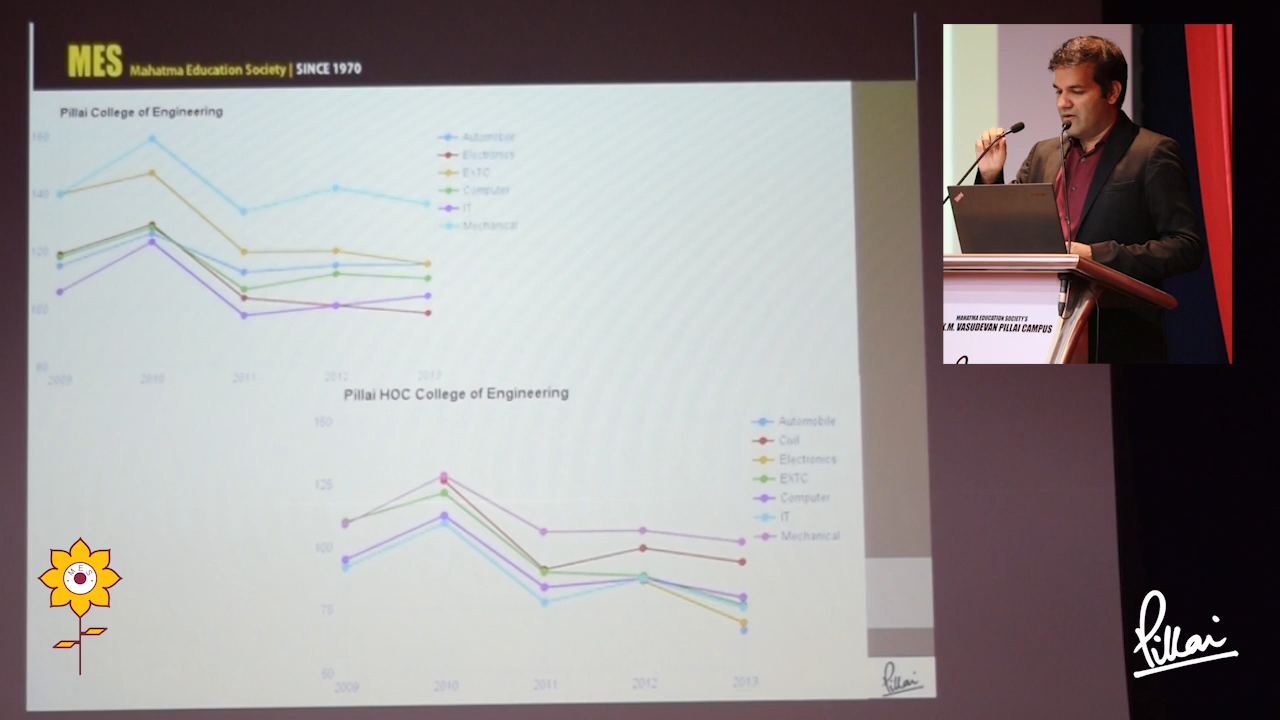 MES Mahatma Education Society | SINCE 1970
Pillai College of Engineering
160
140
120
100
80
2009 2010 2011 2012 2013
Automobile
Electronics
EXTC
Computer
IT
Mechanical
Pillai HOC College of Engineering
150
125
100
75
50
2009 2010 2011 2012 2013
Automobile
Civil
Electronics
EXTC
Computer
IT
Mechanical
Pillai
MES
MAHATMA EDUCATION SOCIETY'S
K.M. VASUDEVAN PILLAI CAMPUS
Pillai